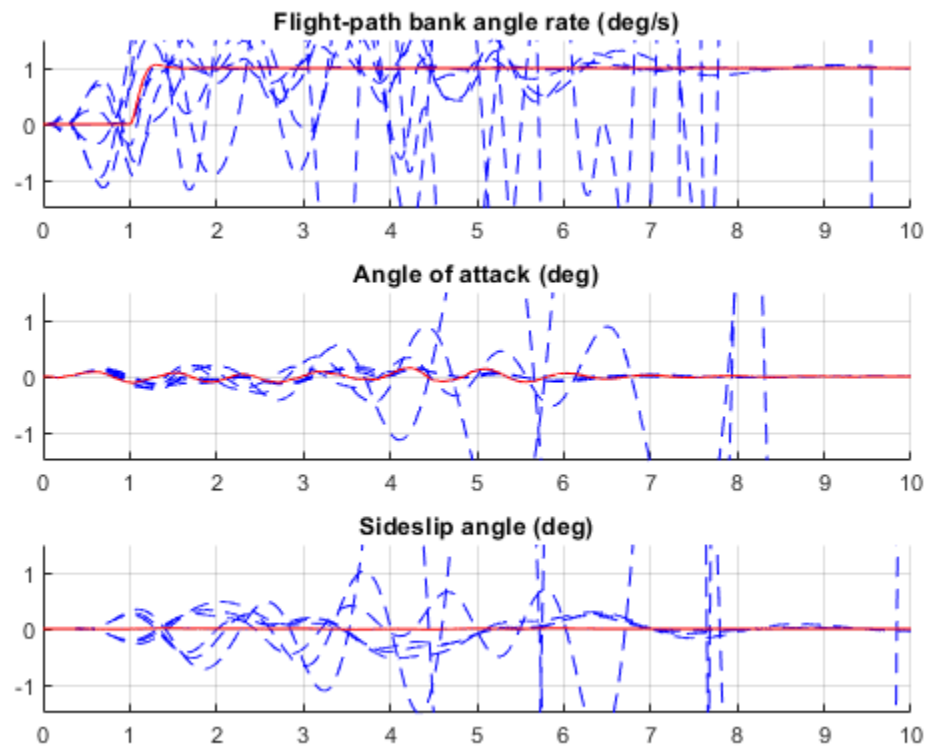 Flight-path bank angle rate (deg/s)
1
0
-1
0 1 2 3 4 5 6 7 8 9 10
Angle of attack (deg)
1
0
-1
0 1 2 3 4 5 6 7 8 9 10
Sideslip angle (deg)
1
0
-1
0 1 2 3 4 5 6 7 8 9 10